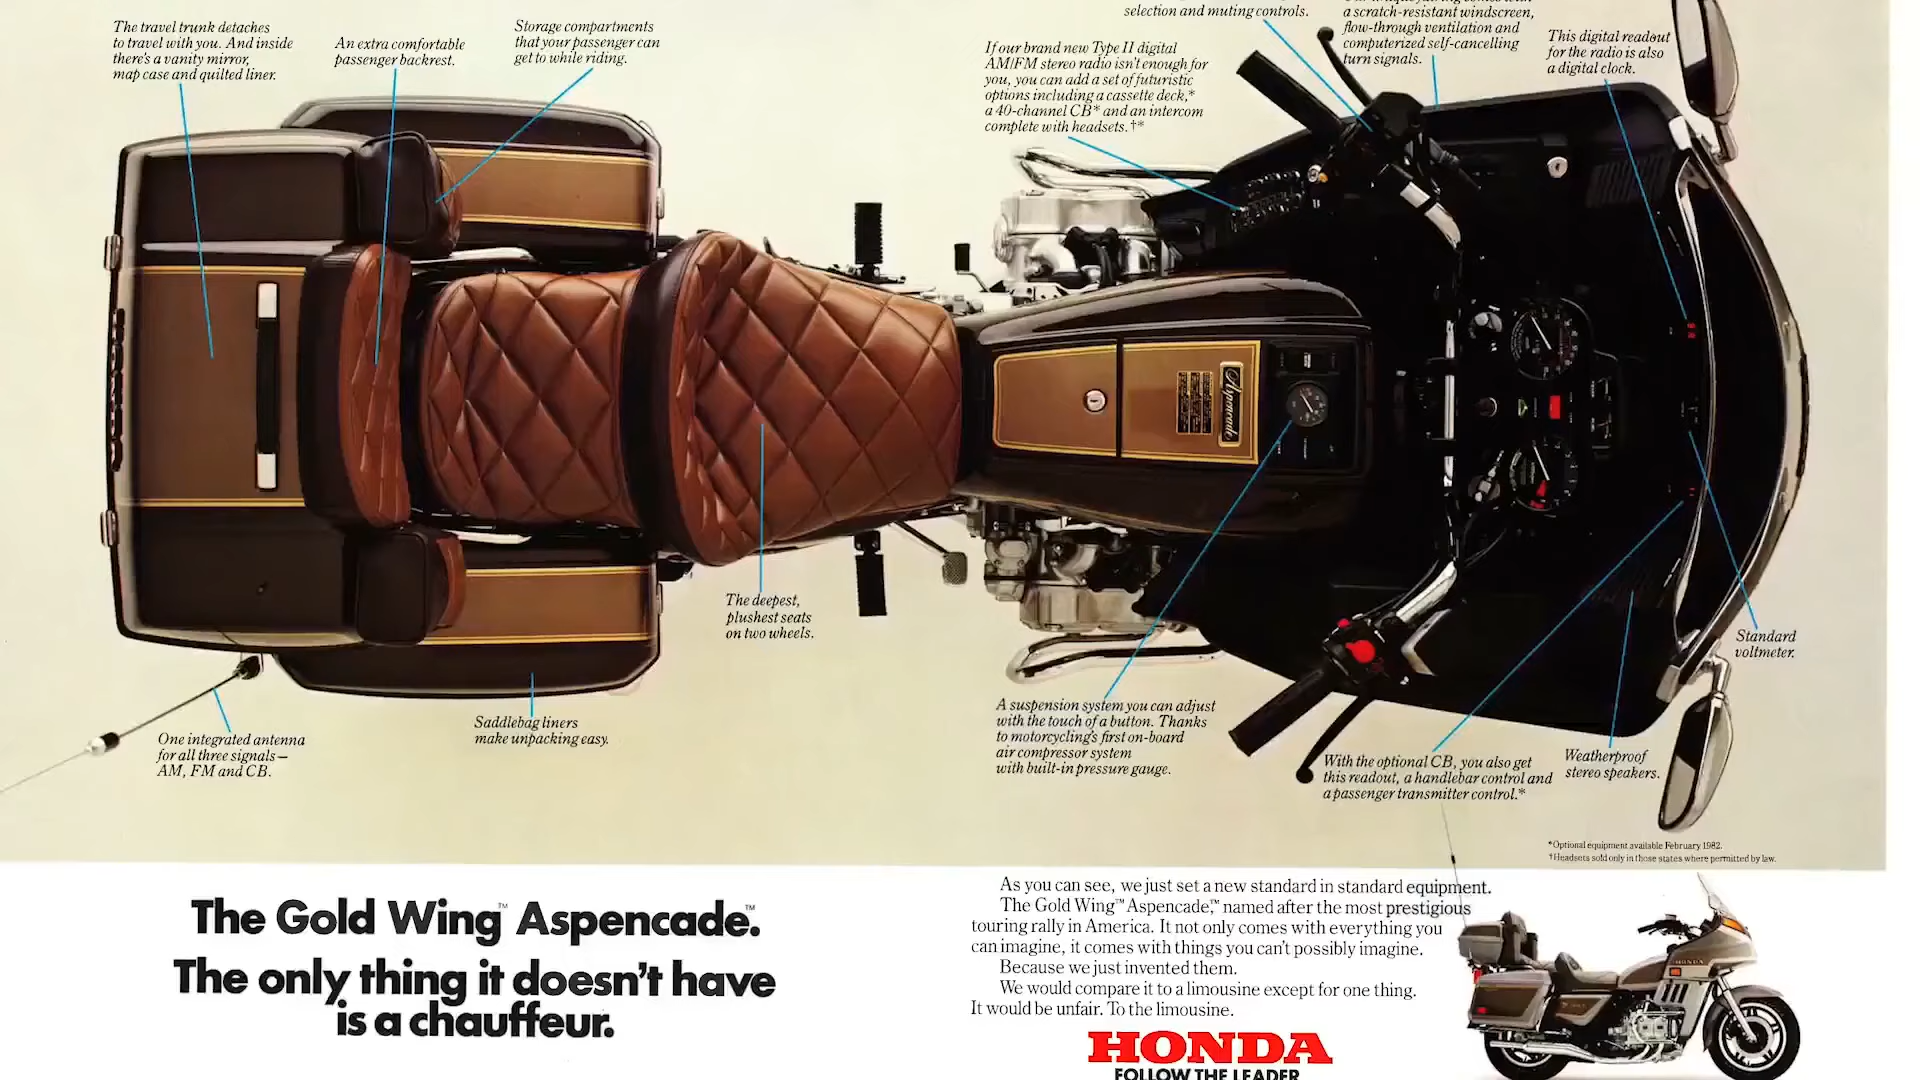 The travel trunk detaches
to travel with you. And inside
there's a vanity mirror,
map case and quilted liner.
An extra comfortable
passenger backrest.
Storage compartments
that your passenger can
get to while riding.
If our brand new Type II digital
AM/FM stereo radio isn't enough for
you, you can add a set of futuristic
options including a cassette deck,*
a 40-channel CB* and an intercom
complete with headsets.†*
selection and muting controls.
a scratch-resistant windscreen,
flow-through ventilation and
computerized self-cancelling
turn signals.
This digital readout
for the radio is also
a digital clock.
HONDA
Aspencade
The deepest,
plushest seats
on two wheels.
Standard
voltmeter.
One integrated antenna
for all three signals—
AM, FM and CB.
Saddlebag liners
make unpacking easy.
A suspension system you can adjust
with the touch of a button. Thanks
to motorcycling's first on-board
air compressor system
with built-in pressure gauge.
With the optional CB, you also get
this readout, a handlebar control and
a passenger transmitter control.*
Weatherproof
stereo speakers.
*Optional equipment available February 1982.
†Headsets sold only in those states where permitted by law.
The Gold Wing™ Aspencade.™
The only thing it doesn't have
is a chauffeur.
As you can see, we just set a new standard in standard equipment.
The Gold Wing™ Aspencade,™ named after the most prestigious
touring rally in America. It not only comes with everything you
can imagine, it comes with things you can't possibly imagine.
Because we just invented them.
We would compare it to a limousine except for one thing.
It would be unfair. To the limousine.
HONDA
HONDA
FOLLOW THE LEADER